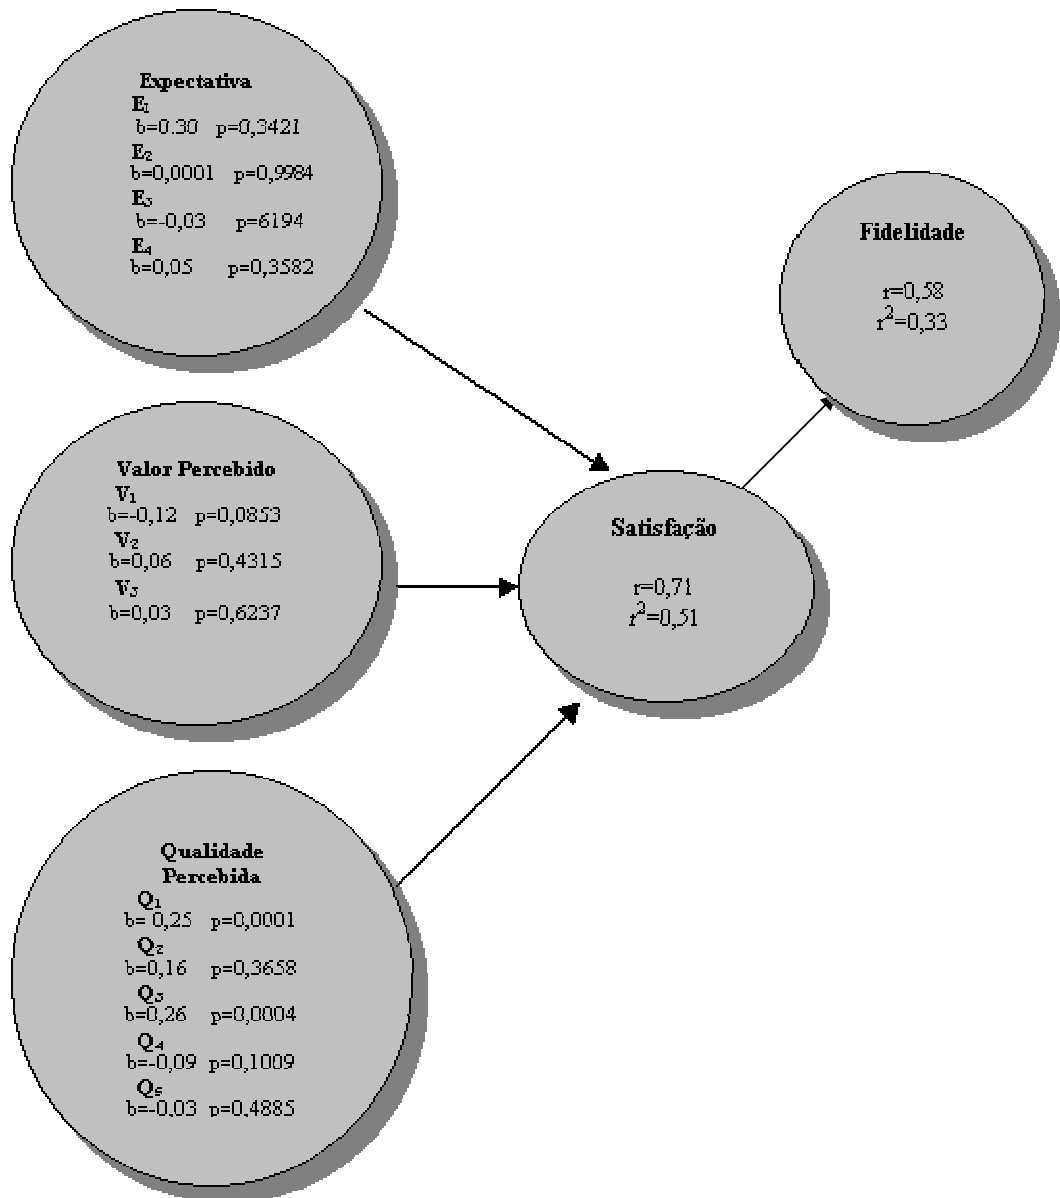 Expectativa
E1
b=0.30 p=0,3421
E2
b=0,0001 p=0,9984
E3
b=-0,03 p=6194
E4
b=0,05 p=0,3582
Valor Percebido
V1
b=-0,12 p=0,0853
V2
b=0,06 p=0,4315
V3
b=0,03 p=0,6237
Qualidade
Percebida
Q1
b= 0,25 p=0,0001
Q2
b=0,16 p=0,3658
Q3
b=0,26 p=0,0004
Q4
b=-0,09 p=0,1009
Q5
b=-0,03 p=0,4885
Satisfação
r=0,71
r²=0,51
Fidelidade
r=0,58
r²=0,33